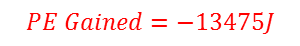 PE Gained = −13475J